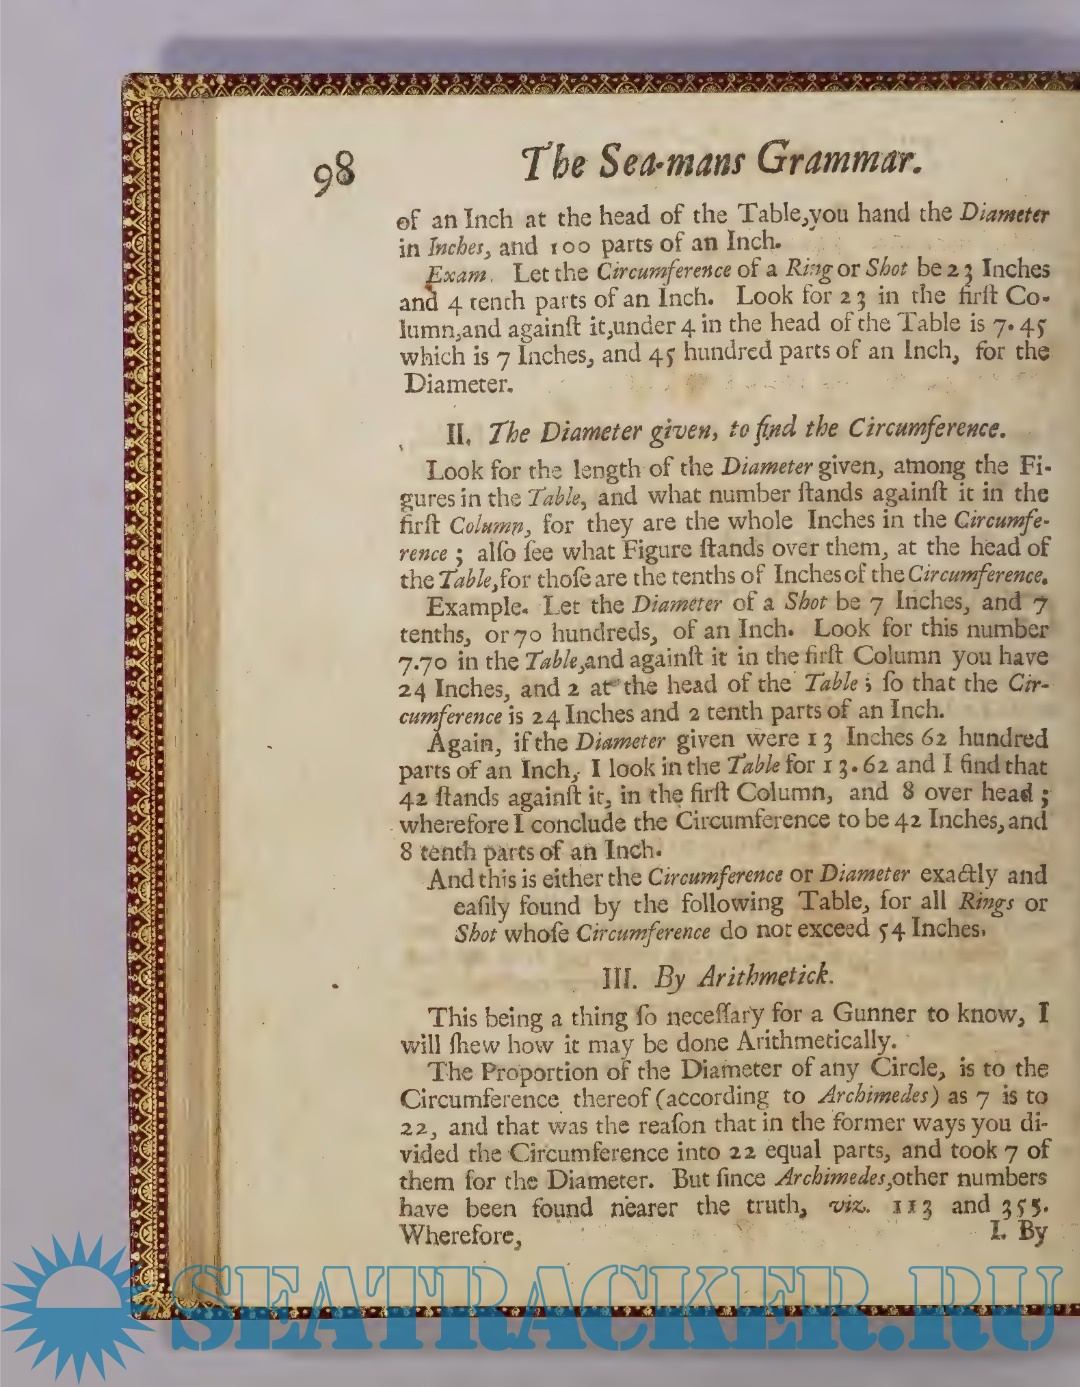 98
The Sea-mans Grammar.
of an Inch at the head of the Table,you hand the Diameter
in Inches, and 100 parts of an Inch.
Exam. Let the Circumference of a Ring or Shot be 23 Inches
and 4 tenth parts of an Inch. Look for 23 in the firſt Co-
lumn,and againſt it,under 4 in the head of the Table is 7.45
which is 7 Inches, and 45 hundred parts of an Inch, for the
Diameter.
II. The Diameter given, to find the Circumference.
Look for the length of the Diameter given, among the Fi-
gures in the Table, and what number ſtands againſt it in the
firſt Column, for they are the whole Inches in the Circumfe-
rence ; alſo ſee what Figure ſtands over them, at the head of
the Table,for thoſe are the tenths of Inches of the Circumference.
Example. Let the Diameter of a Shot be 7 Inches, and 7
tenths, or 70 hundreds, of an Inch. Look for this number
7.70 in the Table,and againſt it in the firſt Column you have
24 Inches, and 2 at the head of the Table ; ſo that the Cir-
cumference is 24 Inches and 2 tenth parts of an Inch.
Again, if the Diameter given were 13 Inches 62 hundred
parts of an Inch, I look in the Table for 13.62 and I find that
42 ſtands againſt it, in the firſt Column, and 8 over head ;
wherefore I conclude the Circumference to be 42 Inches, and
8 tenth parts of an Inch.
And this is either the Circumference or Diameter exactly and
eaſily found by the following Table, for all Rings or
Shot whoſe Circumference do not exceed 54 Inches.
III. By Arithmetick.
This being a thing ſo neceſſary for a Gunner to know, I
will ſhew how it may be done Arithmetically.
The Proportion of the Diameter of any Circle, is to the
Circumference thereof (according to Archimedes) as 7 is to
22, and that was the reaſon that in the former ways you di-
vided the Circumference into 22 equal parts, and took 7 of
them for the Diameter. But ſince Archimedes,other numbers
have been found nearer the truth, viz. 113 and 355.
Wherefore,
I. By
SEATRACKER.RU